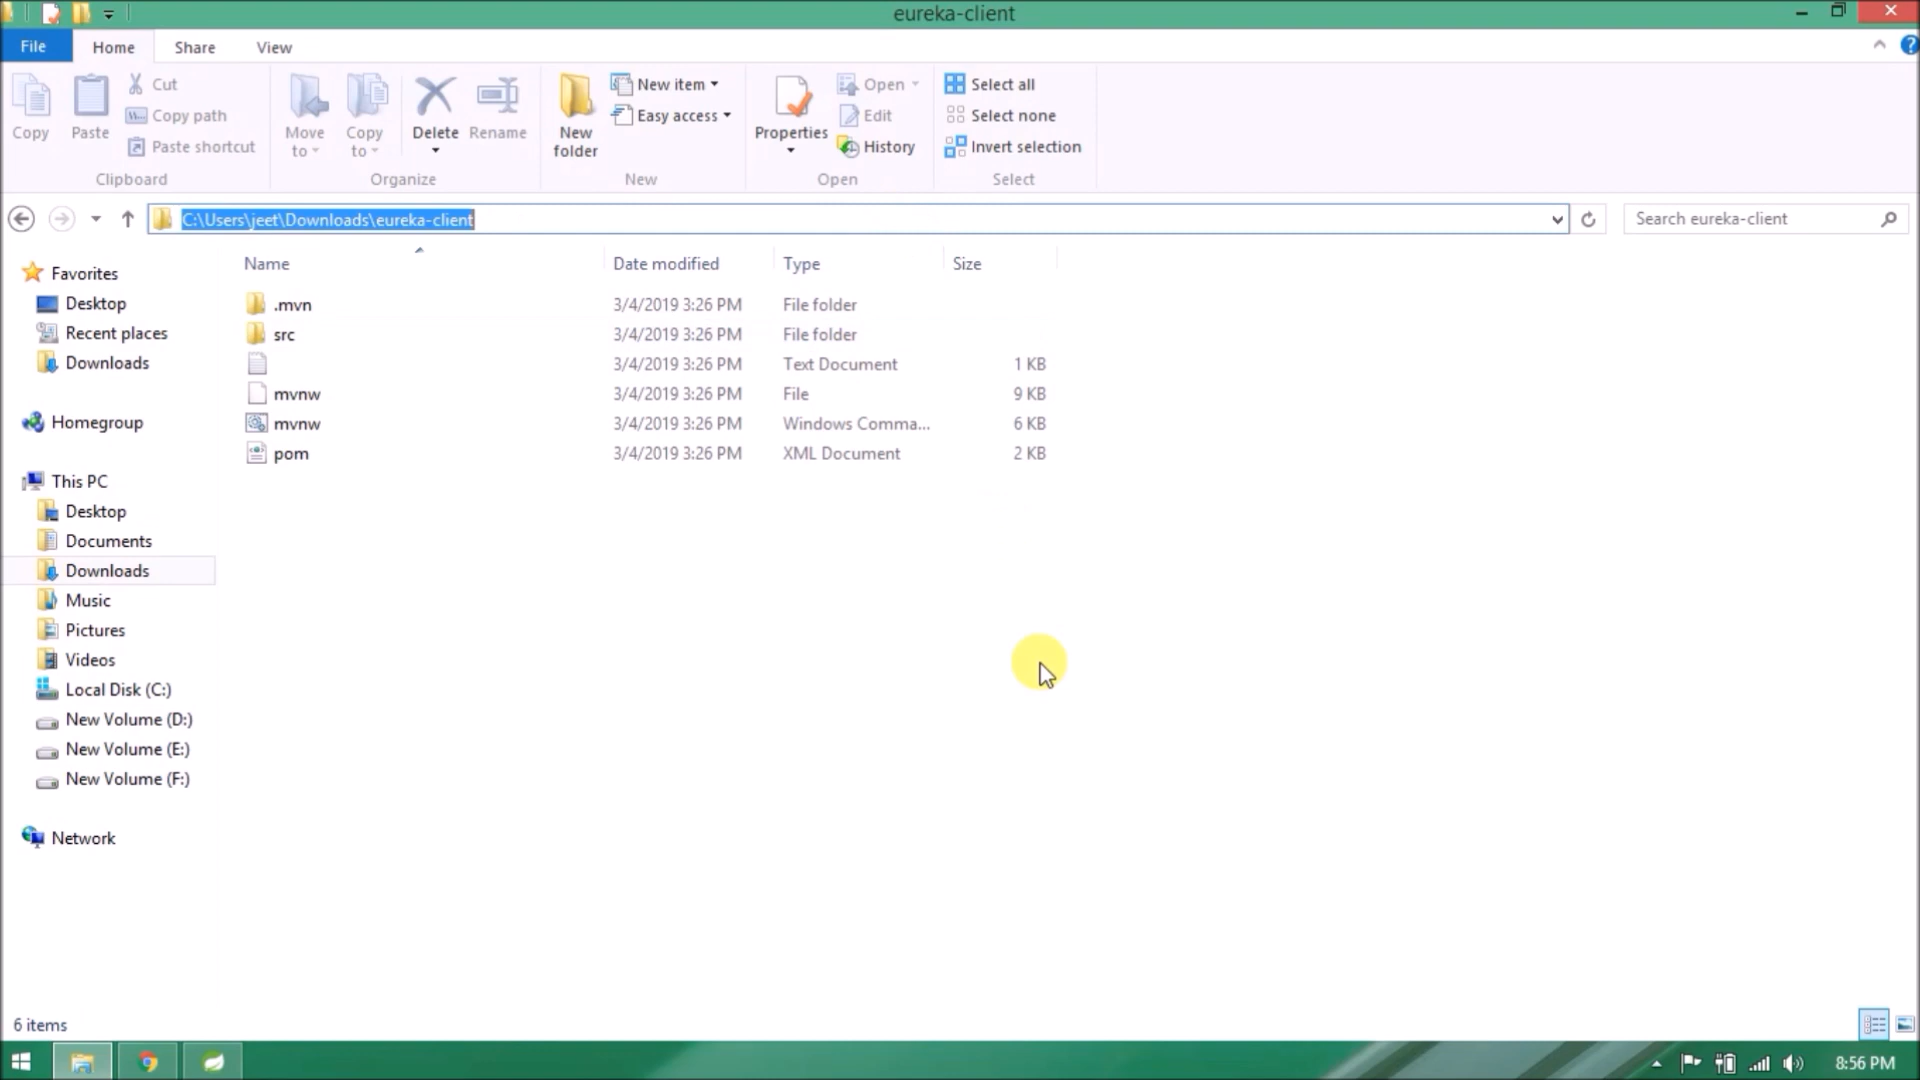 eureka-client
File Home Share View
Copy
Paste
Cut
Copy path
Paste shortcut
Clipboard
Move to
Copy to
Delete
Rename
Organize
New folder
New item
Easy access
New
Properties
Open
Edit
History
Open
Select all
Select none
Invert selection
Select
C:\Users\jeet\Downloads\eureka-client
Search eureka-client
Favorites
Desktop
Recent places
Downloads
Homegroup
This PC
Desktop
Documents
Downloads
Music
Pictures
Videos
Local Disk (C:)
New Volume (D:)
New Volume (E:)
New Volume (F:)
Network
Name Date modified Type Size
.mvn 3/4/2019 3:26 PM File folder
src 3/4/2019 3:26 PM File folder
3/4/2019 3:26 PM Text Document 1 KB
mvnw 3/4/2019 3:26 PM File 9 KB
mvnw 3/4/2019 3:26 PM Windows Comma... 6 KB
pom 3/4/2019 3:26 PM XML Document 2 KB
6 items
8:56 PM